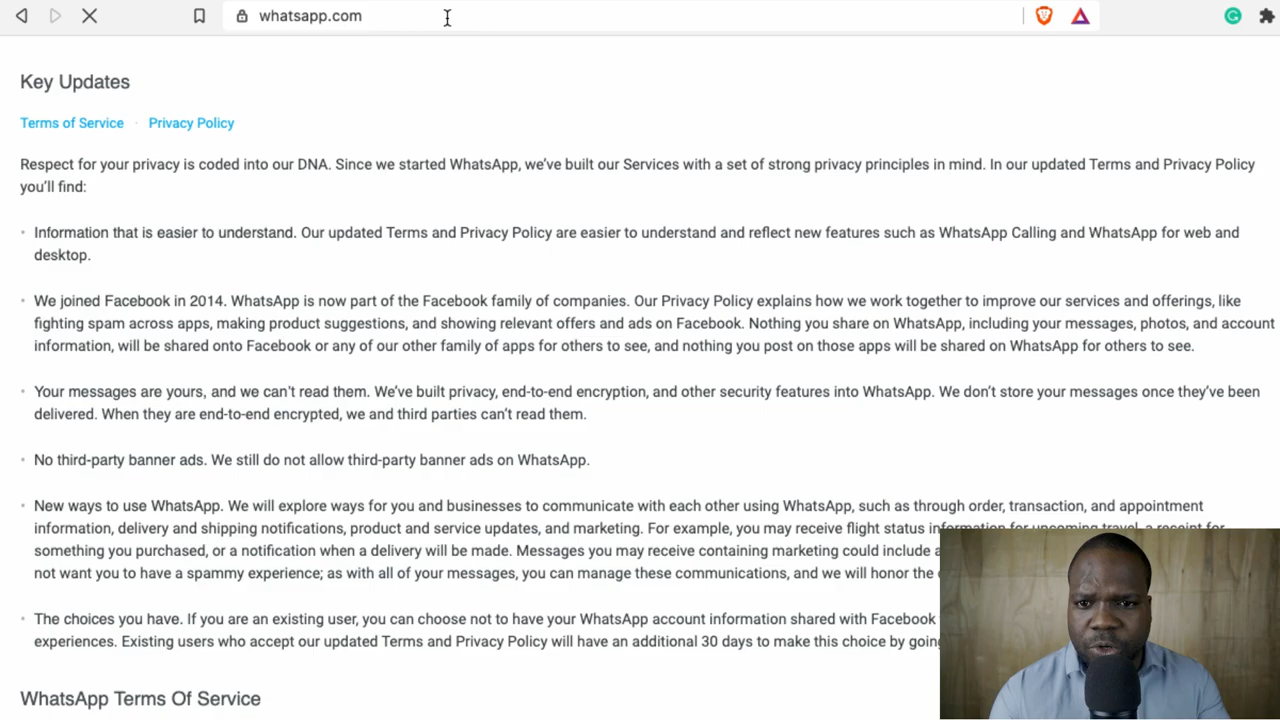 whatsapp.com
Key Updates
Terms of Service · Privacy Policy
Respect for your privacy is coded into our DNA. Since we started WhatsApp, we’ve built our Services with a set of strong privacy principles in mind. In our updated Terms and Privacy Policy
you’ll find:
• Information that is easier to understand. Our updated Terms and Privacy Policy are easier to understand and reflect new features such as WhatsApp Calling and WhatsApp for web and
desktop.
• We joined Facebook in 2014. WhatsApp is now part of the Facebook family of companies. Our Privacy Policy explains how we work together to improve our services and offerings, like
fighting spam across apps, making product suggestions, and showing relevant offers and ads on Facebook. Nothing you share on WhatsApp, including your messages, photos, and account
information, will be shared onto Facebook or any of our other family of apps for others to see, and nothing you post on those apps will be shared on WhatsApp for others to see.
• Your messages are yours, and we can’t read them. We’ve built privacy, end-to-end encryption, and other security features into WhatsApp. We don’t store your messages once they’ve been
delivered. When they are end-to-end encrypted, we and third parties can’t read them.
• No third-party banner ads. We still do not allow third-party banner ads on WhatsApp.
• New ways to use WhatsApp. We will explore ways for you and businesses to communicate with each other using WhatsApp, such as through order, transaction, and appointment
information, delivery and shipping notifications, product and service updates, and marketing. For example, you may receive flight status information for upcoming travel, a receipt for
something you purchased, or a notification when a delivery will be made. Messages you may receive containing marketing could include
not want you to have a spammy experience; as with all of your messages, you can manage these communications, and we will honor the
• The choices you have. If you are an existing user, you can choose not to have your WhatsApp account information shared with Facebook
experiences. Existing users who accept our updated Terms and Privacy Policy will have an additional 30 days to make this choice by going
WhatsApp Terms Of Service